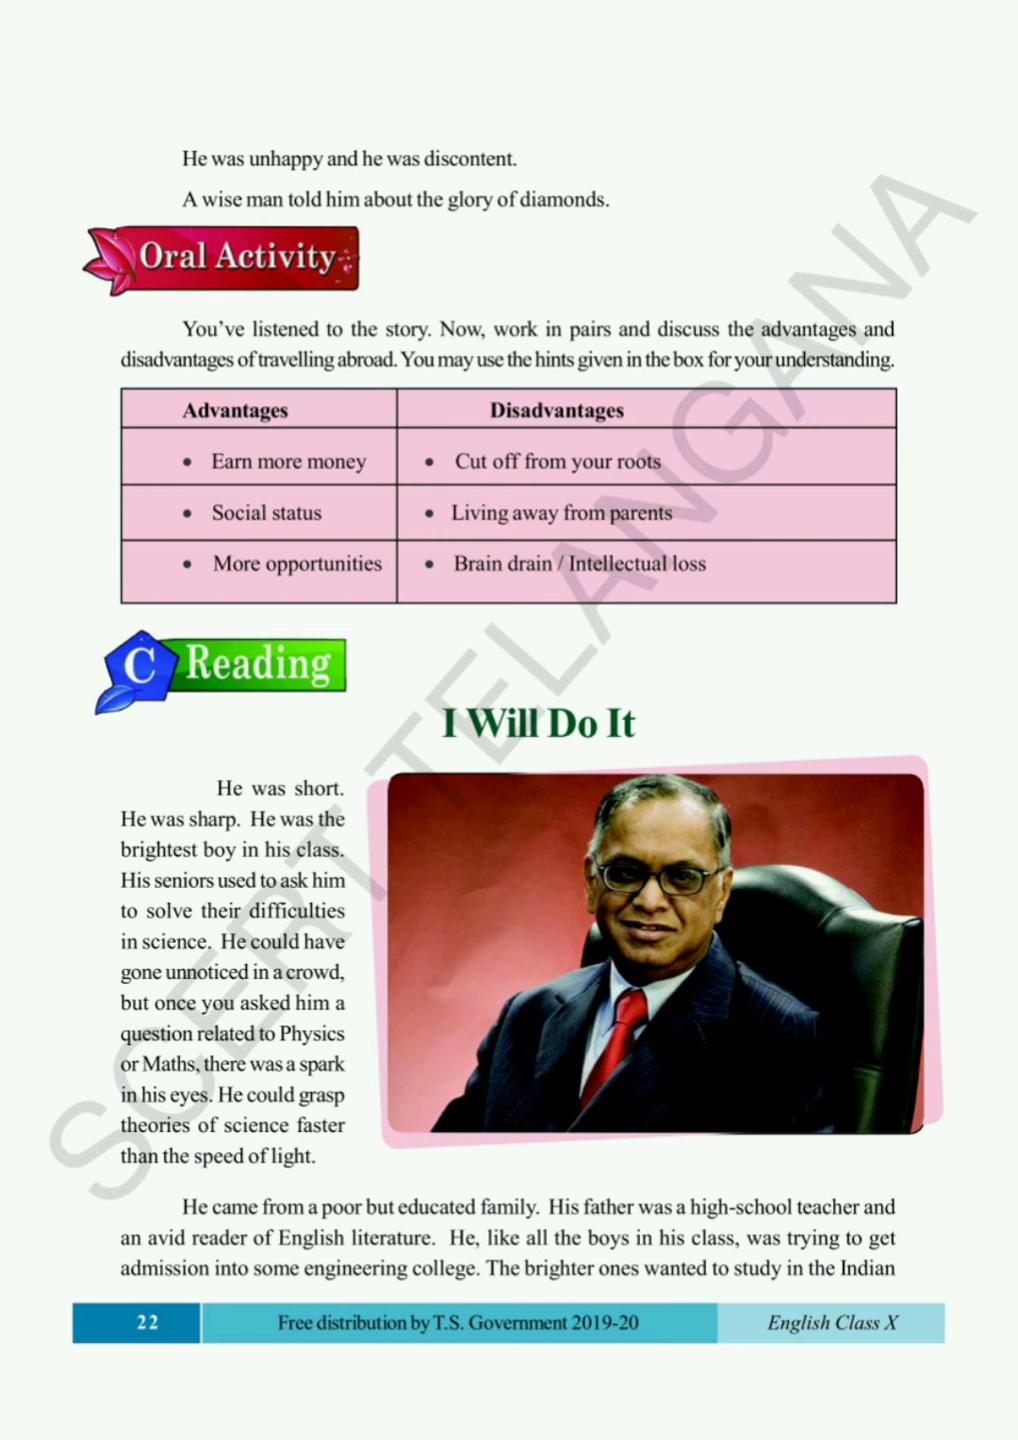 He was unhappy and he was discontent.
A wise man told him about the glory of diamonds.
Oral Activity
You've listened to the story. Now, work in pairs and discuss the advantages and
disadvantages of travelling abroad. You may use the hints given in the box for your understanding.
Advantages Disadvantages
• Earn more money • Cut off from your roots
• Social status • Living away from parents
• More opportunities • Brain drain / Intellectual loss
C Reading
I Will Do It
He was short.
He was sharp. He was the
brightest boy in his class.
His seniors used to ask him
to solve their difficulties
in science. He could have
gone unnoticed in a crowd,
but once you asked him a
question related to Physics
or Maths, there was a spark
in his eyes. He could grasp
theories of science faster
than the speed of light.
He came from a poor but educated family. His father was a high-school teacher and
an avid reader of English literature. He, like all the boys in his class, was trying to get
admission into some engineering college. The brighter ones wanted to study in the Indian
22 Free distribution by T.S. Government 2019-20 English Class X
SCERT TELANGANA